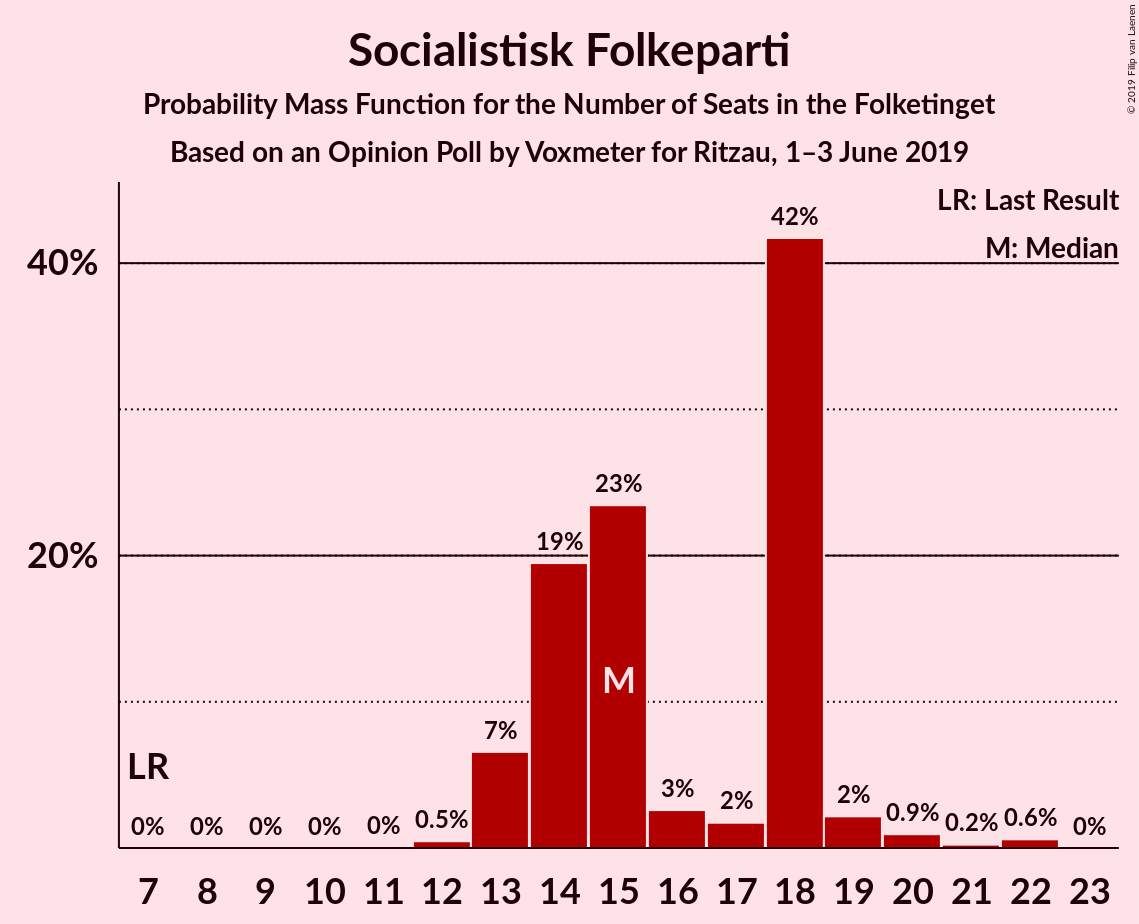 Socialistisk Folkeparti
Probability Mass Function for the Number of Seats in the Folketinget
Based on an Opinion Poll by Voxmeter for Ritzau, 1–3 June 2019
© 2019 Filip van Laenen
LR: Last Result
M: Median
42%
40%
23%
19%
20%
M
7%
LR
3%
2%
2%
0%
0%
0%
0%
0%
0.5%
0.9%
0.2%
0.6%
0%
7 8 9 10 11 12 13 14 15 16 17 18 19 20 21 22 23